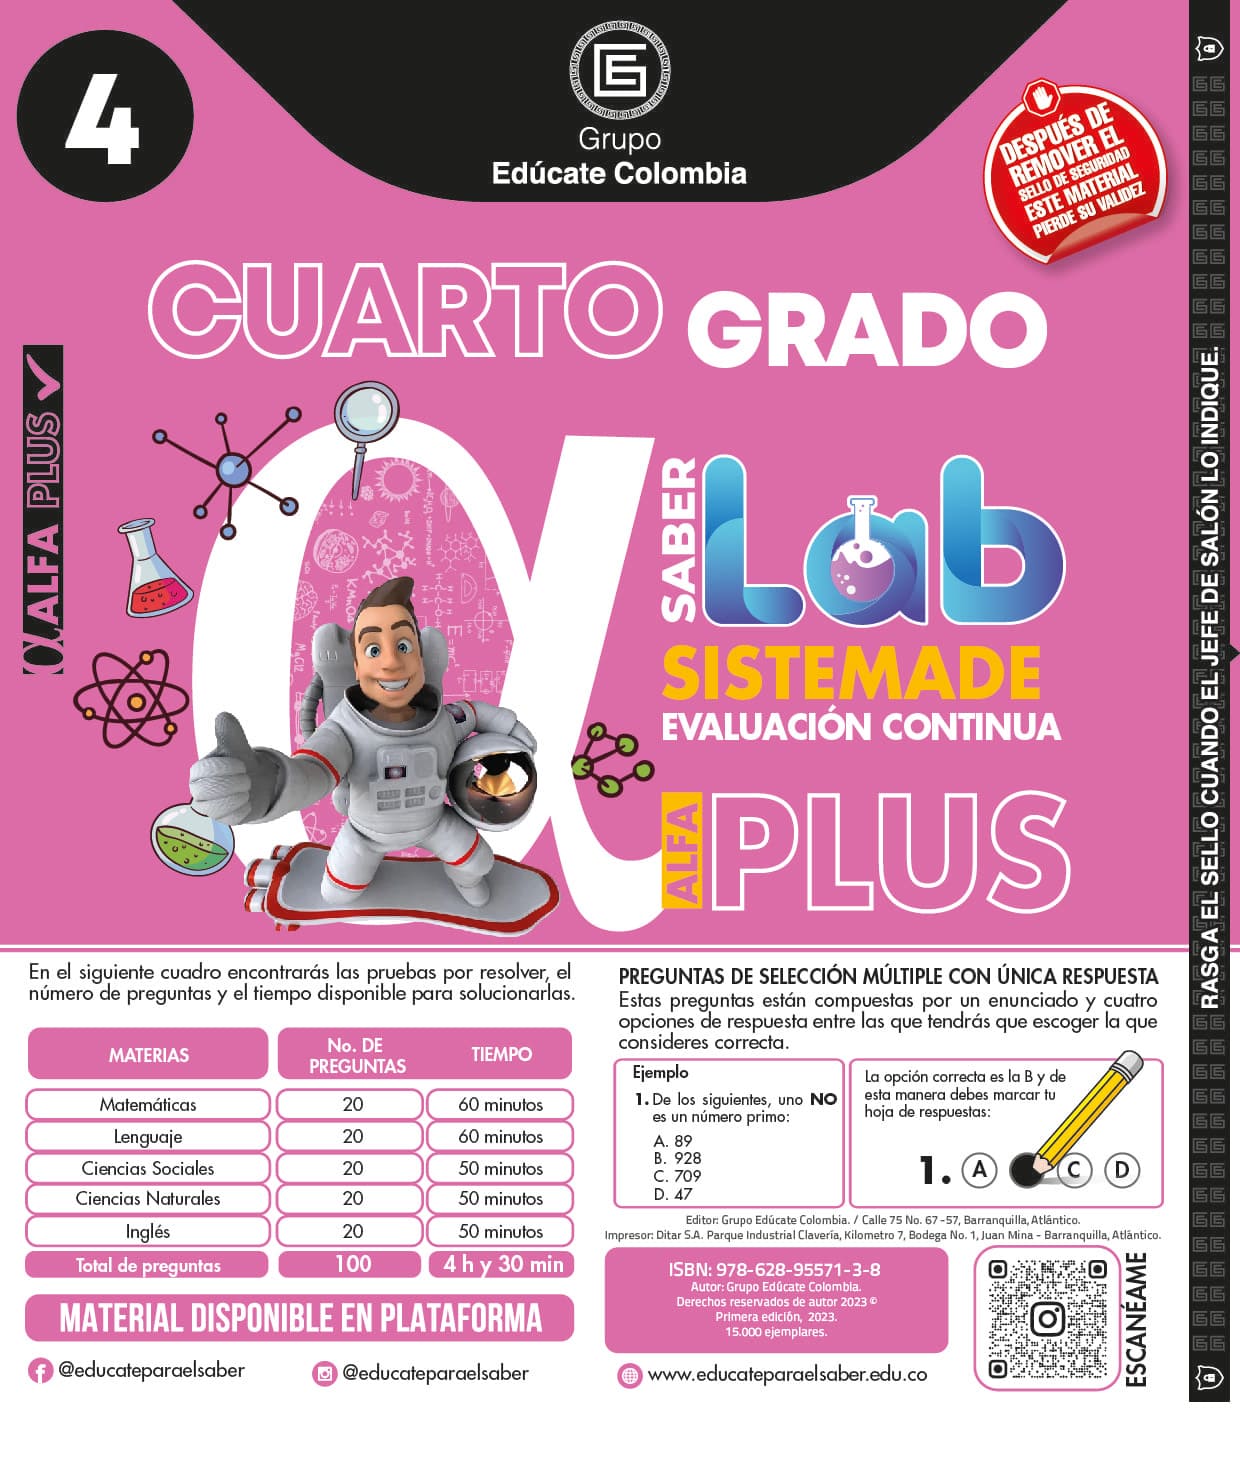 4
Grupo
Edúcate Colombia
DESPUÉS DE
REMOVER EL
SELLO DE SEGURIDAD
ESTE MATERIAL
PIERDE SU VALIDEZ
CUARTO GRADO
αALFA PLUS
SABER Lab
SISTEMADE
EVALUACIÓN CONTINUA
ALFA PLUS
RASGA EL SELLO CUANDO EL JEFE DE SALÓN LO INDIQUE.
En el siguiente cuadro encontrarás las pruebas por resolver, el
número de preguntas y el tiempo disponible para solucionarlas.
MATERIAS No. DE PREGUNTAS TIEMPO
Matemáticas 20 60 minutos
Lenguaje 20 60 minutos
Ciencias Sociales 20 50 minutos
Ciencias Naturales 20 50 minutos
Inglés 20 50 minutos
Total de preguntas 100 4 h y 30 min
MATERIAL DISPONIBLE EN PLATAFORMA
@educateparaelsaber @educateparaelsaber
PREGUNTAS DE SELECCIÓN MÚLTIPLE CON ÚNICA RESPUESTA
Estas preguntas están compuestas por un enunciado y cuatro
opciones de respuesta entre las que tendrás que escoger la que
consideres correcta.
Ejemplo
1. De los siguientes, uno NO
es un número primo:
A. 89
B. 928
C. 709
D. 47
La opción correcta es la B y de
esta manera debes marcar tu
hoja de respuestas:
1. A C D
Editor: Grupo Edúcate Colombia. / Calle 75 No. 67 -57, Barranquilla, Atlántico.
Impresor: Ditar S.A. Parque Industrial Clavería, Kilometro 7, Bodega No. 1, Juan Mina - Barranquilla, Atlántico.
ISBN: 978-628-95571-3-8
Autor: Grupo Edúcate Colombia.
Derechos reservados de autor 2023 ©
Primera edición, 2023.
15.000 ejemplares.
www.educateparaelsaber.edu.co
ESCANÉAME